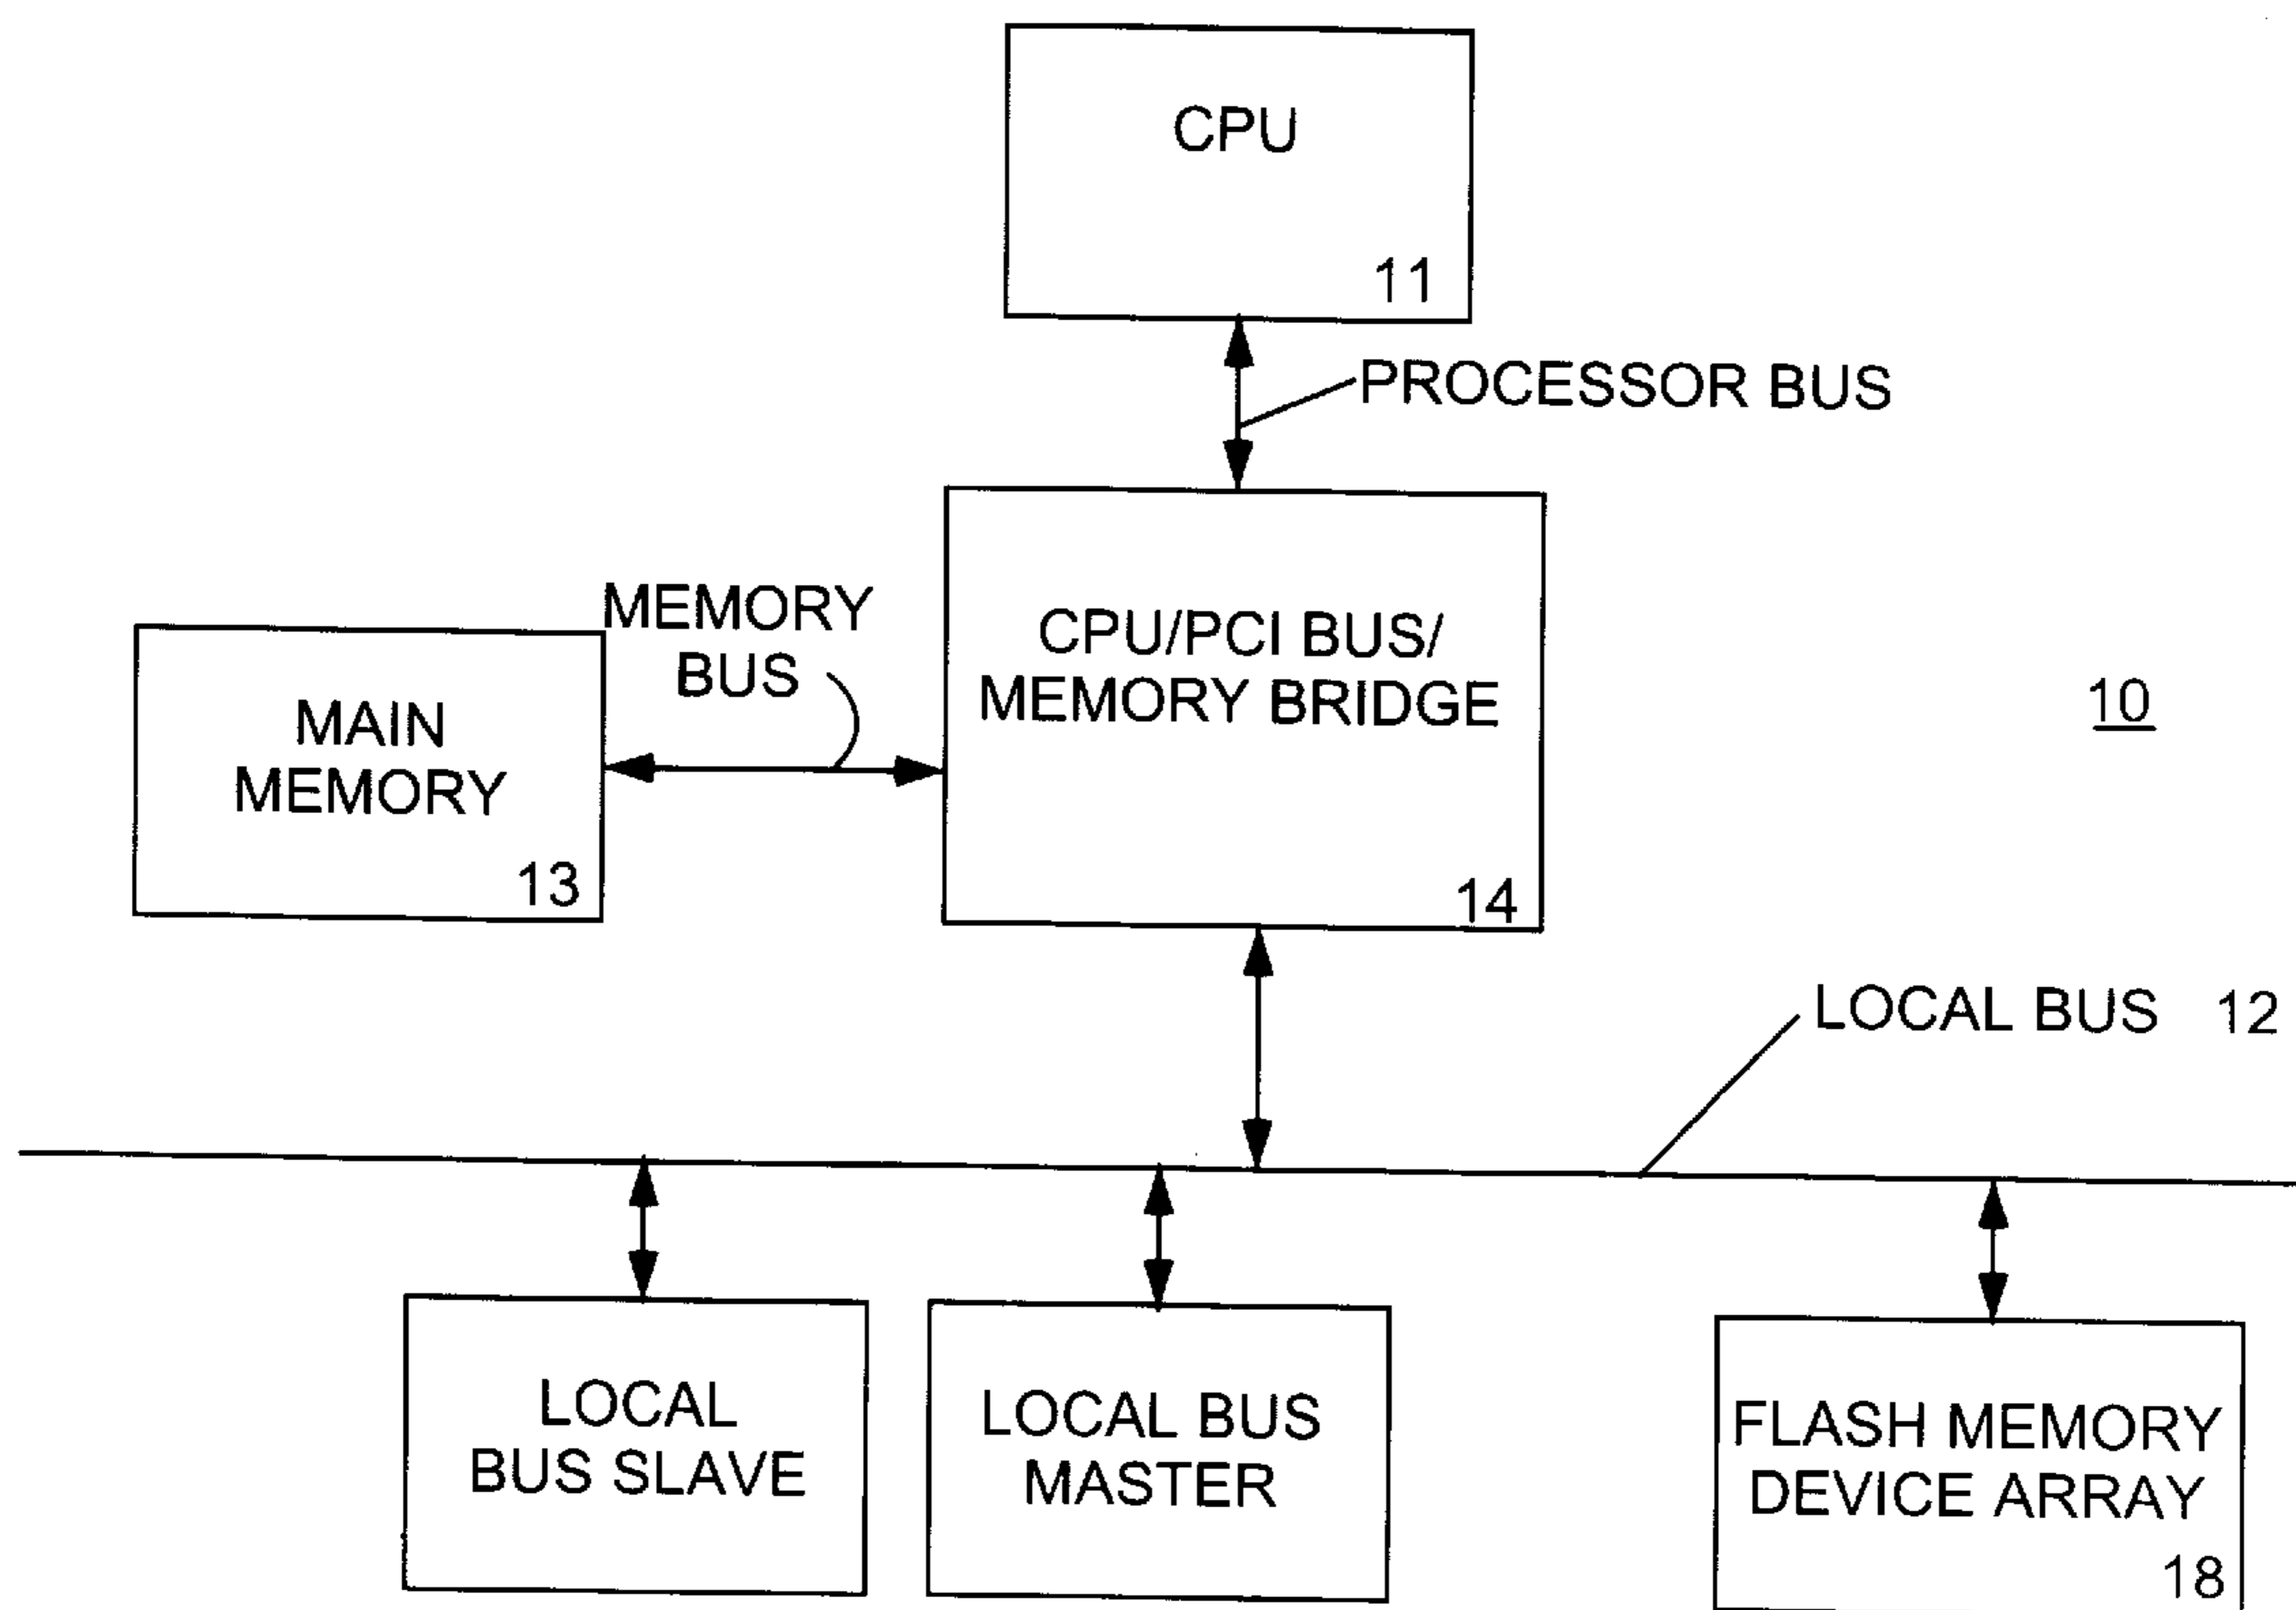 CPU
11
PROCESSOR BUS
MEMORY
BUS
CPU/PCI BUS/
MEMORY BRIDGE
14
MAIN
MEMORY
13
10
LOCAL BUS 12
LOCAL
BUS SLAVE
LOCAL BUS
MASTER
FLASH MEMORY
DEVICE ARRAY
18